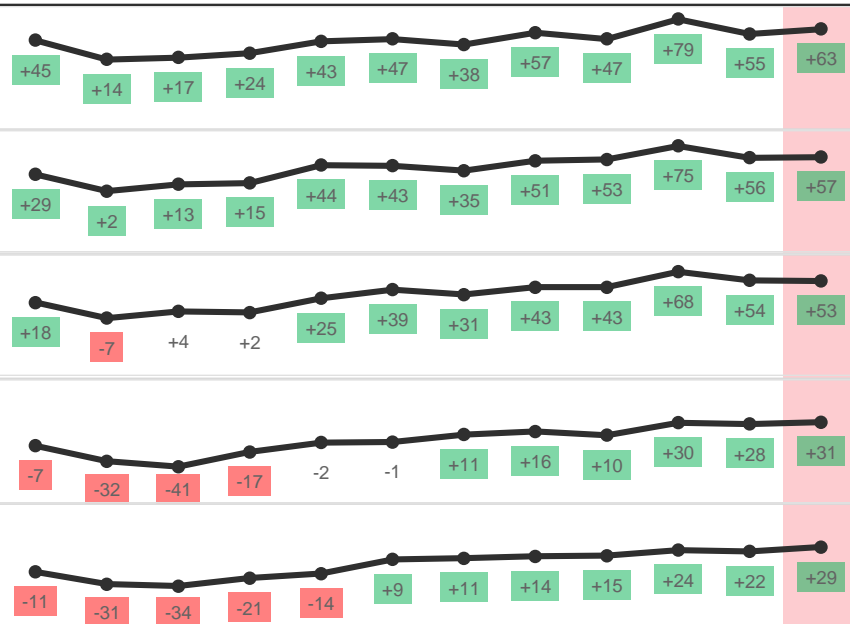 +45 +14 +17 +24 +43 +47 +38 +57 +47 +79 +55 +63
+29 +2 +13 +15 +44 +43 +35 +51 +53 +75 +56 +57
+18 -7 +4 +2 +25 +39 +31 +43 +43 +68 +54 +53
-7 -32 -41 -17 -2 -1 +11 +16 +10 +30 +28 +31
-11 -31 -34 -21 -14 +9 +11 +14 +15 +24 +22 +29